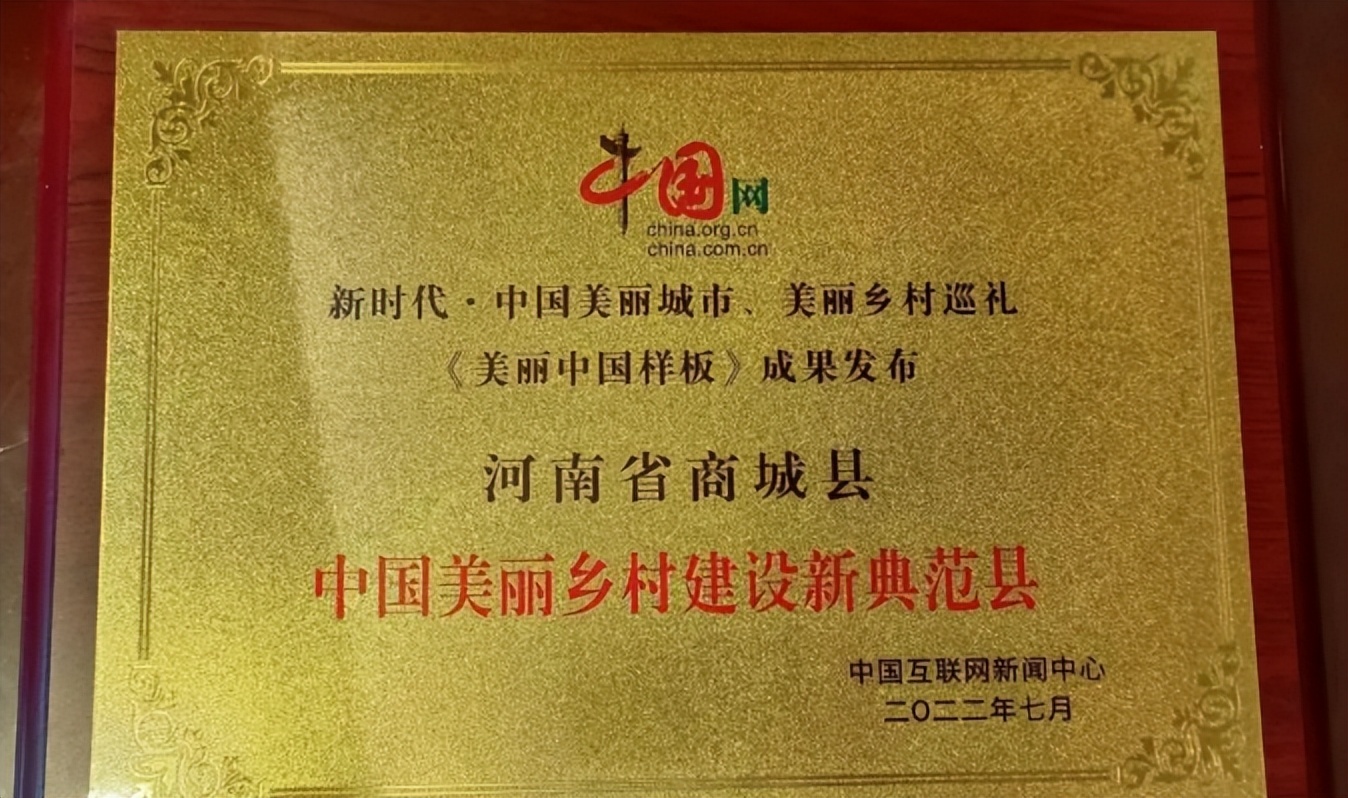 中国网
china.org.cn
china.com.cn
新时代·中国美丽城市、美丽乡村巡礼
《美丽中国样板》成果发布
河南省商城县
中国美丽乡村建设新典范县
中国互联网新闻中心
二〇二二年七月